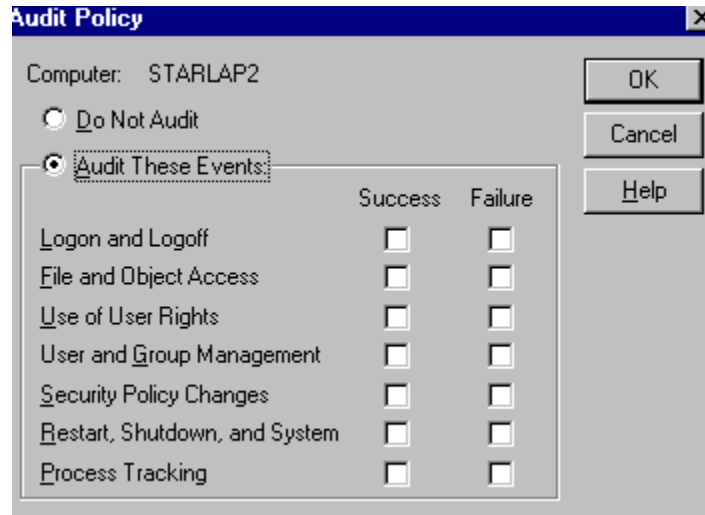 Audit Policy
Computer: STARLAP2
Do Not Audit
Audit These Events:
Success Failure
Logon and Logoff
File and Object Access
Use of User Rights
User and Group Management
Security Policy Changes
Restart, Shutdown, and System
Process Tracking
OK
Cancel
Help